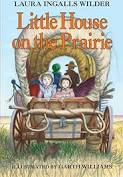 LAURA INGALLS WILDER
Little House
on the Prairie
ILLUSTRATED BY GARTH WILLIAMS